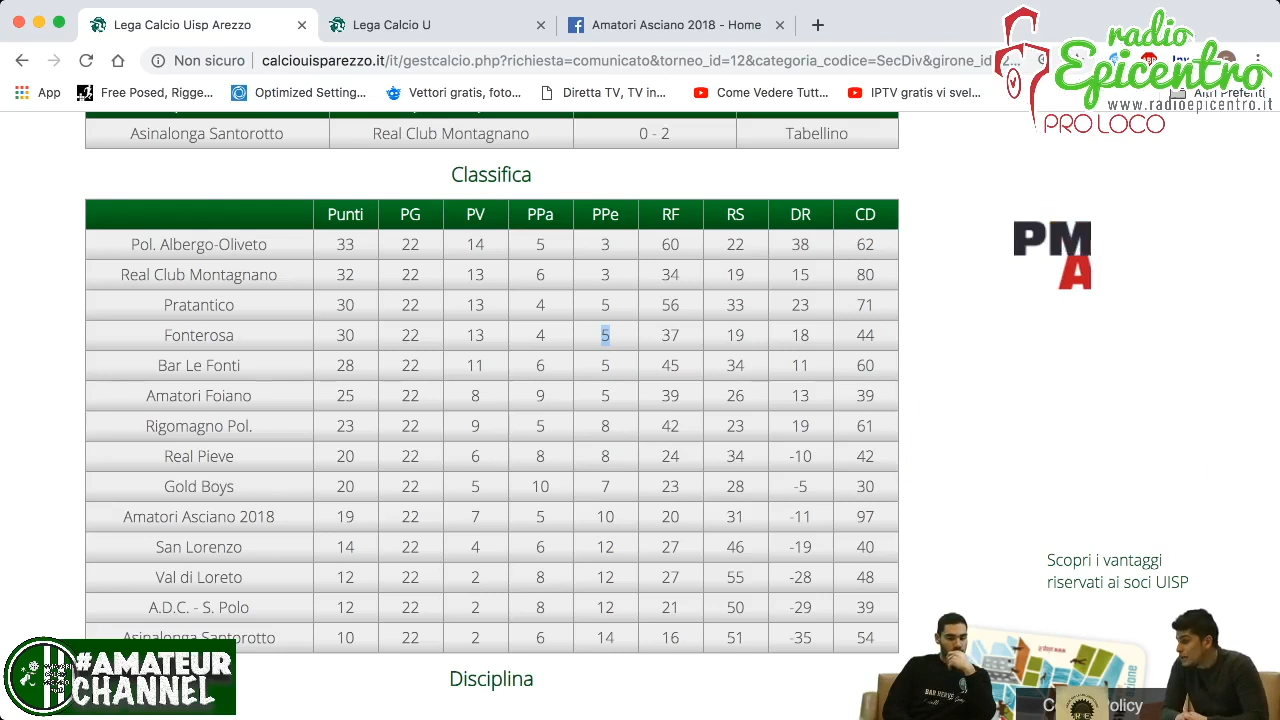 Lega Calcio Uisp Arezzo
Lega Calcio U
Amatori Asciano 2018 - Home
Non sicuro
calciouisparezzo.it/it/gestcalcio.php?richiesta=comunicato&torneo_id=12&categoria_codice=SecDiv&girone_id
App
Free Posed, Rigge...
Optimized Setting...
Vettori gratis, foto...
Diretta TV, TV in...
Come Vedere Tutt...
IPTV gratis vi svel...
Altri Preferiti
radio
Epicentro
www.radioepicentro.it
PRO LOCO
Asinalonga Santorotto Real Club Montagnano 0 - 2 Tabellino
Classifica
Punti PG PV PPa PPe RF RS DR CD
Pol. Albergo-Oliveto 33 22 14 5 3 60 22 38 62
Real Club Montagnano 32 22 13 6 3 34 19 15 80
Pratantico 30 22 13 4 5 56 33 23 71
Fonterosa 30 22 13 4 5 37 19 18 44
Bar Le Fonti 28 22 11 6 5 45 34 11 60
Amatori Foiano 25 22 8 9 5 39 26 13 39
Rigomagno Pol. 23 22 9 5 8 42 23 19 61
Real Pieve 20 22 6 8 8 24 34 -10 42
Gold Boys 20 22 5 10 7 23 28 -5 30
Amatori Asciano 2018 19 22 7 5 10 20 31 -11 97
San Lorenzo 14 22 4 6 12 27 46 -19 40
Val di Loreto 12 22 2 8 12 27 55 -28 48
A.D.C. - S. Polo 12 22 2 8 12 21 50 -29 39
Asinalonga Santorotto 10 22 2 6 14 16 51 -35 54
Disciplina
PM
A
Scopri i vantaggi
riservati ai soci UISP
#AMATEUR
CHANNEL
BAR NERVE
Policy